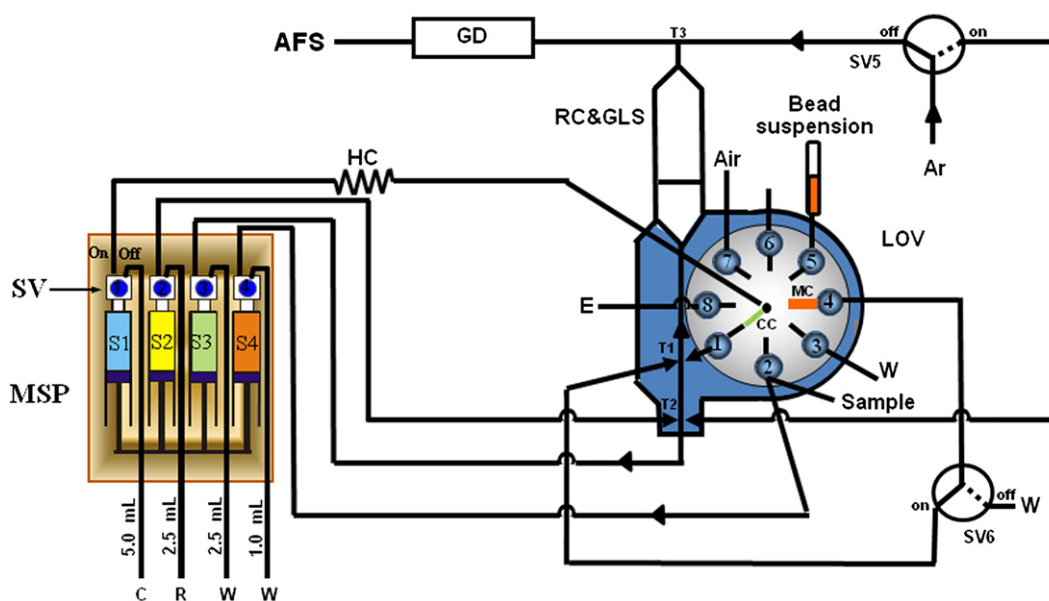 AFS
GD
T3
off
on
SV5
Ar
RC&GLS
Bead
suspension
HC
Air
LOV
6
7
5
On Off
SV
1 2 3 4
E
8
MC
4
CC
S1 S2 S3 S4
T1
1
3
2
W
MSP
T2
Sample
on
off
W
SV6
5.0 mL
2.5 mL
2.5 mL
1.0 mL
C R W W